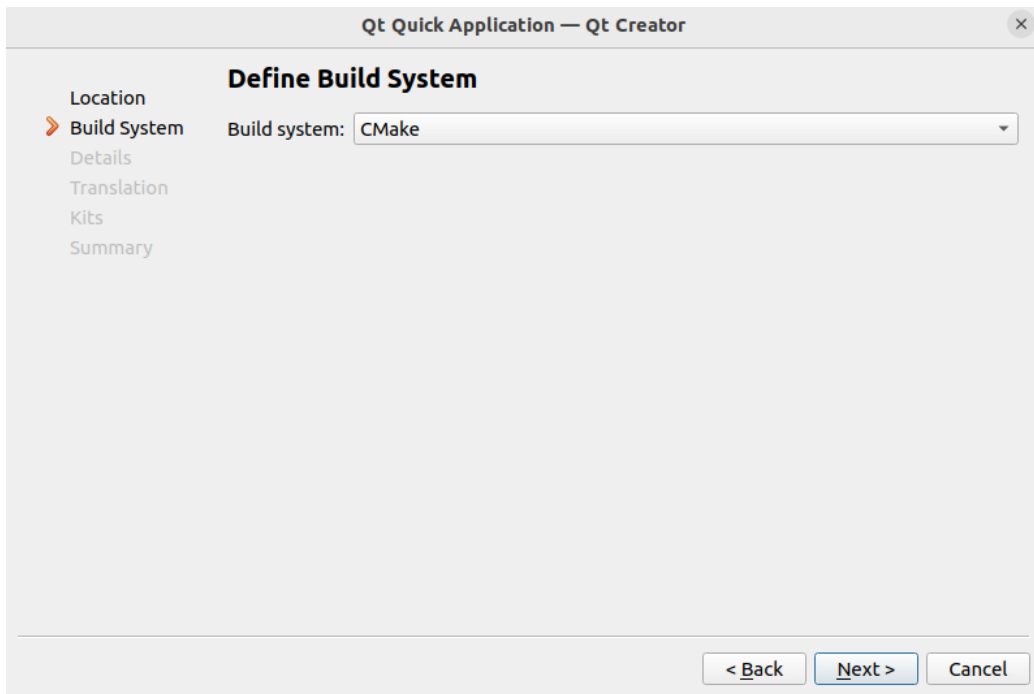 Qt Quick Application — Qt Creator
Location
Build System
Details
Translation
Kits
Summary
Define Build System
Build system: CMake
< Back Next > Cancel